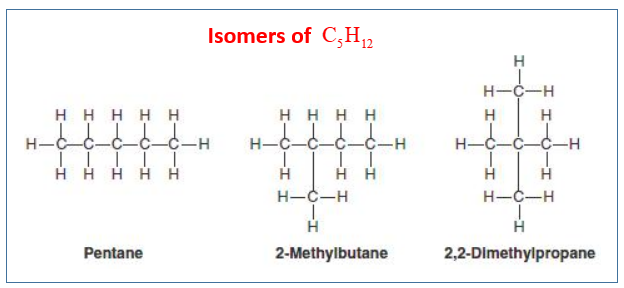 Isomers of C₅H₁₂
H
H–C–H
H H H H H
H–C–C–C–C–C–H
H H H H H
Pentane
H H H H
H–C–C–C–C–H
H H H
H–C–H
H
2-Methylbutane
H H
H–C–C–C–H
H H
H–C–H
H
2,2-Dimethylpropane